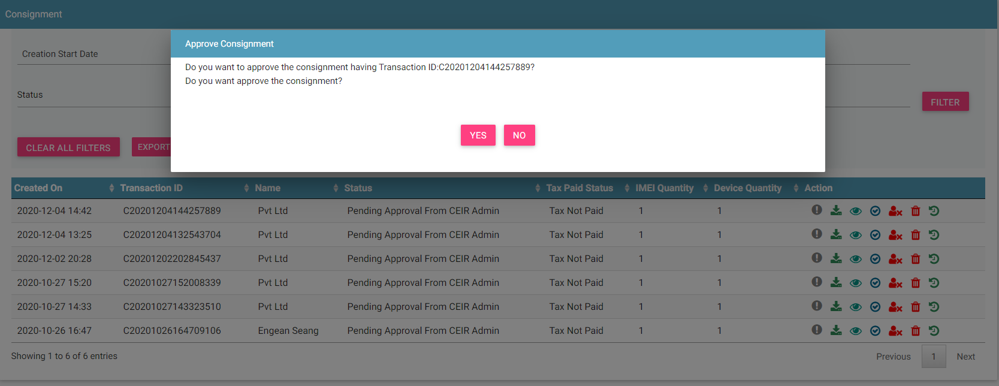 Consignment
Approve Consignment
Do you want to approve the consignment having Transaction ID:C20201204144257889?
Do you want approve the consignment?
YES NO
Creation Start Date
Status
FILTER
CLEAR ALL FILTERS EXPORT
Created On Transaction ID Name Status Tax Paid Status IMEI Quantity Device Quantity Action
2020-12-04 14:42 C20201204144257889 Pvt Ltd Pending Approval From CEIR Admin Tax Not Paid 1 1
2020-12-04 13:25 C20201204132543704 Pvt Ltd Pending Approval From CEIR Admin Tax Not Paid 1 1
2020-12-02 20:28 C20201202202845437 Pvt Ltd Pending Approval From CEIR Admin Tax Not Paid 1 1
2020-10-27 15:20 C20201027152008339 Pvt Ltd Pending Approval From CEIR Admin Tax Not Paid 1 1
2020-10-27 14:33 C20201027143323510 Pvt Ltd Pending Approval From CEIR Admin Tax Not Paid 1 1
2020-10-26 16:47 C20201026164709106 Engean Seang Pending Approval From CEIR Admin Tax Not Paid 1 1
Showing 1 to 6 of 6 entries Previous 1 Next